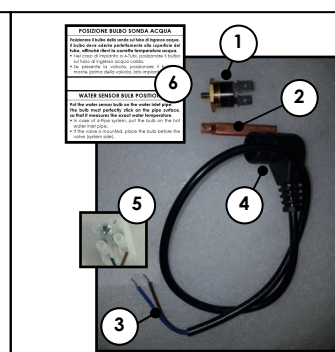 POSIZIONE BULBO SONDA ACQUA
Posizionare il bulbo della sonda sul tubo di ingresso acqua.
Il bulbo deve aderire perfettamente alla superficie del
tubo, affinché rilevi la corretta temperatura acqua.
• Nel caso di impianto a 4-Tubi, posizionare il bulbo
sul tubo di ingresso acqua calda.
• Se presente la valvola, posizionare il
monte (prima della valvola, lato
WATER SENSOR BULB POSITION
Put the water sensor bulb on the water inlet pipe.
The bulb must perfectly stick on the pipe surface,
so that it measures the exact water temperature.
• In case of 4-Pipe system, put the bulb on the hot
water inlet pipe.
• If the valve is mounted, place the bulb before the
valve (system side).
1
6
2
4
5
3